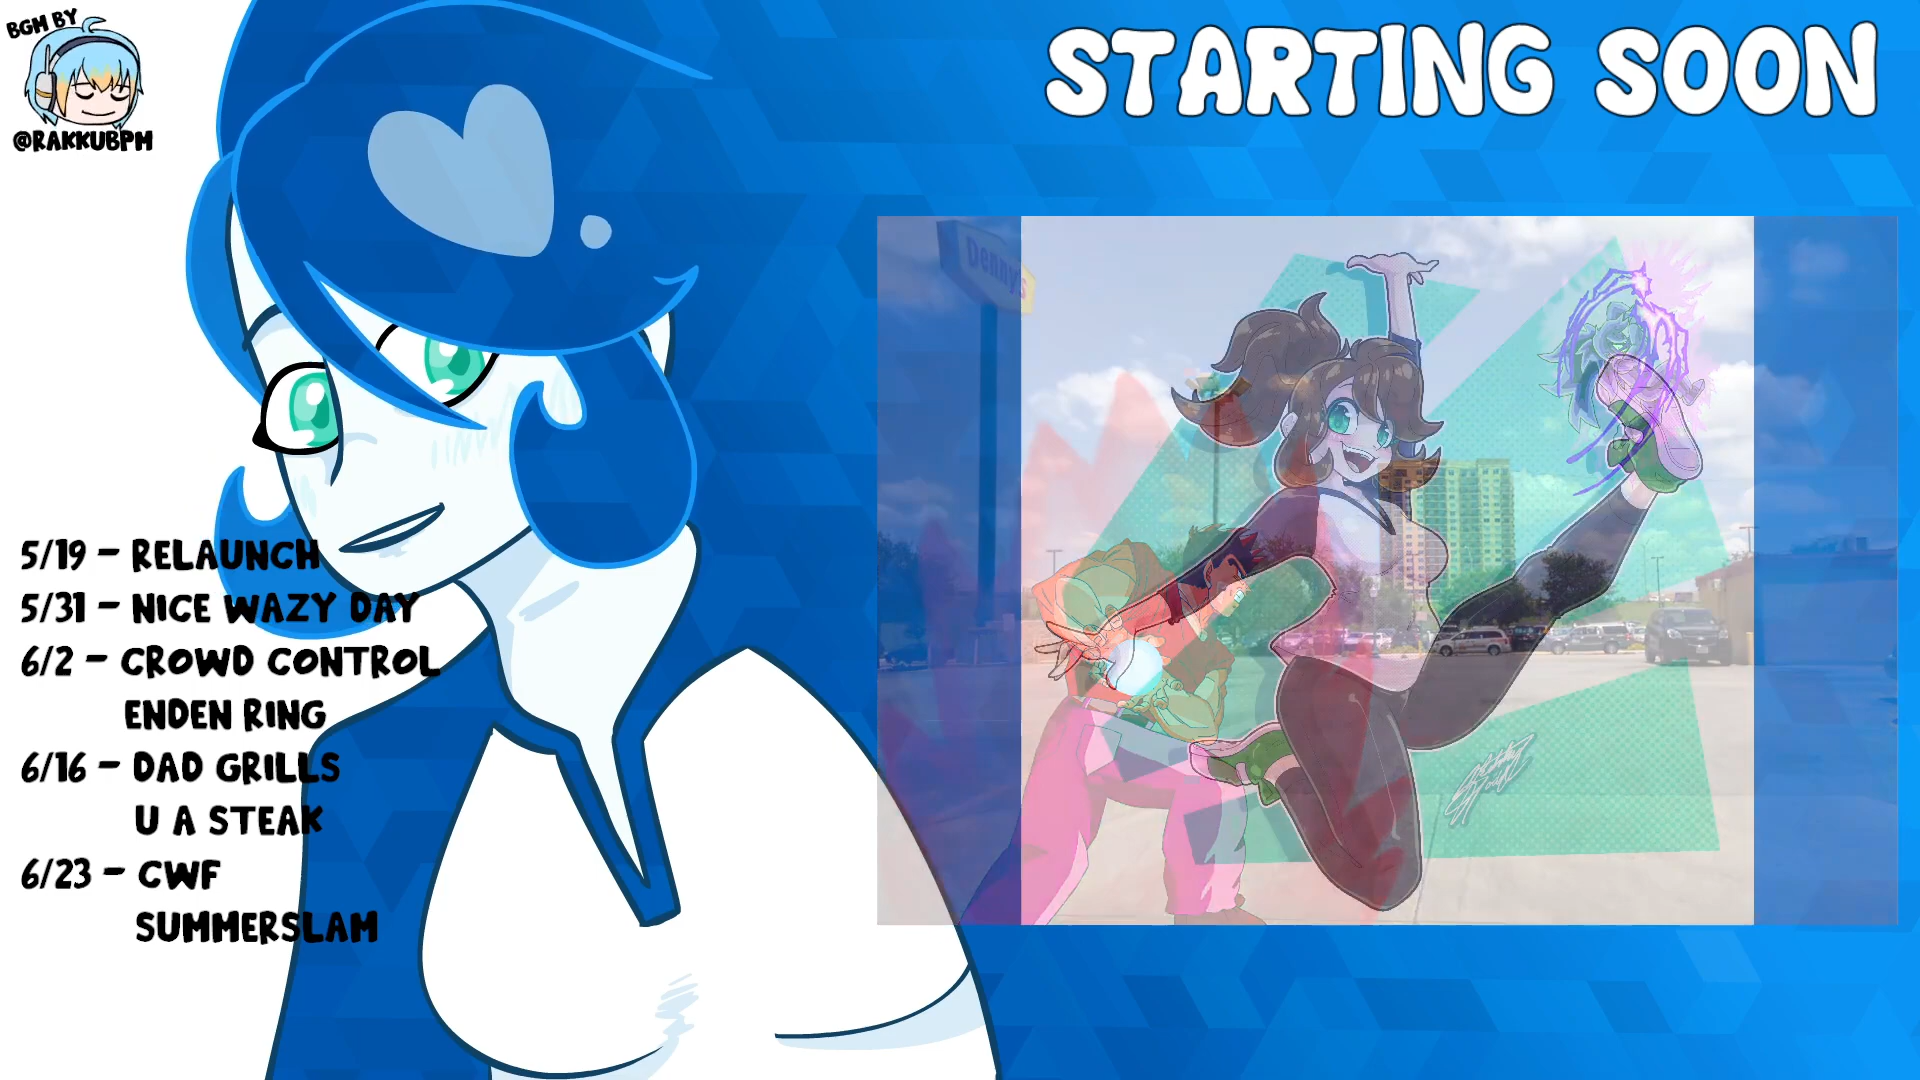 BGM BY
@RAKKUBPM
STARTING SOON
Denny's
5/19 - RELAUNCH
5/31 - NICE WAZY DAY
6/2 - CROWD CONTROL
ENDEN RING
6/16 - DAD GRILLS
U A STEAK
6/23 - CWF
SUMMERSLAM